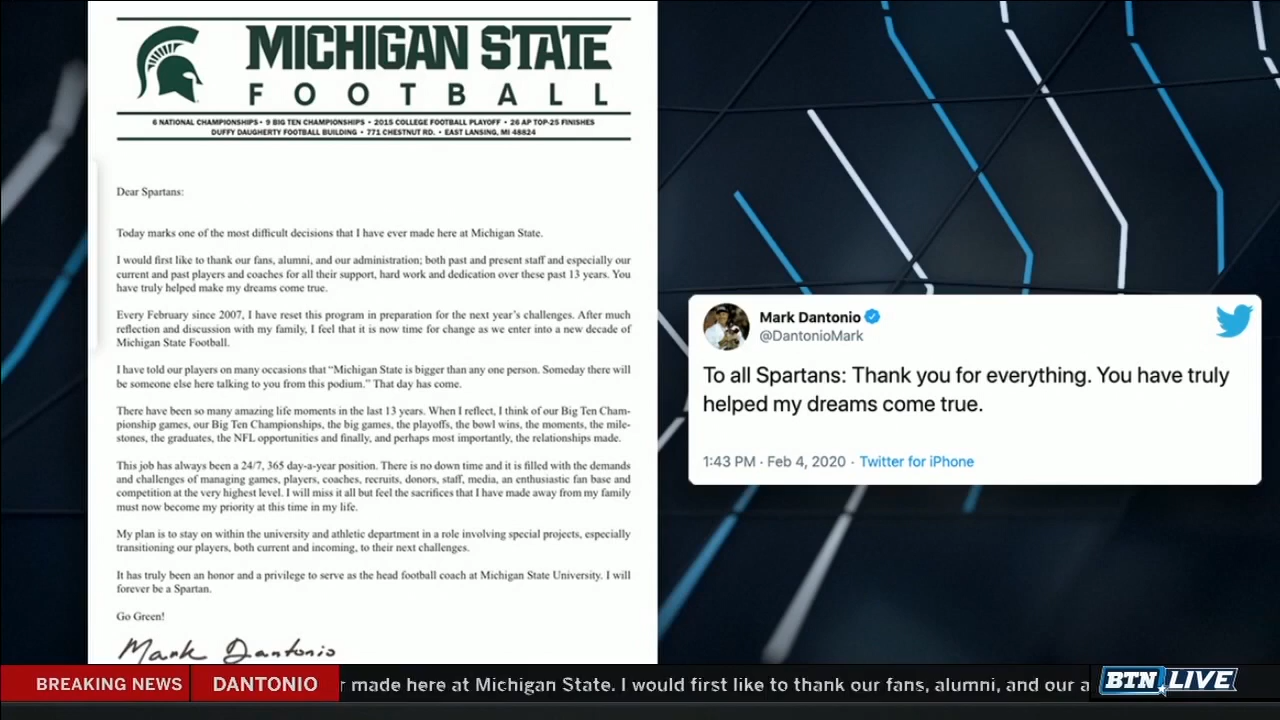 MICHIGAN STATE
FOOTBALL
6 NATIONAL CHAMPIONSHIPS • 9 BIG TEN CHAMPIONSHIPS • 2015 COLLEGE FOOTBALL PLAYOFF • 26 AP TOP-25 FINISHES
DUFFY DAUGHERTY FOOTBALL BUILDING • 771 CHESTNUT RD. • EAST LANSING, MI 48824
Dear Spartans:
Today marks one of the most difficult decisions that I have ever made here at Michigan State.
I would first like to thank our fans, alumni, and our administration; both past and present staff and especially our
current and past players and coaches for all their support, hard work and dedication over these past 13 years. You
have truly helped make my dreams come true.
Every February since 2007, I have reset this program in preparation for the next year's challenges. After much
reflection and discussion with my family, I feel that it is now time for change as we enter into a new decade of
Michigan State Football.
I have told our players on many occasions that “Michigan State is bigger than any one person. Someday there will
be someone else here talking to you from this podium.” That day has come.
There have been so many amazing life moments in the last 13 years. When I reflect, I think of our Big Ten Cham-
pionship games, our Big Ten Championships, the big games, the playoffs, the bowl wins, the moments, the mile-
stones, the graduates, the NFL opportunities and finally, and perhaps most importantly, the relationships made.
This job has always been a 24/7, 365 day-a-year position. There is no down time and it is filled with the demands
and challenges of managing games, players, coaches, recruits, donors, staff, media, an enthusiastic fan base and
competition at the very highest level. I will miss it all but feel the sacrifices that I have made away from my family
must now become my priority at this time in my life.
My plan is to stay on within the university and athletic department in a role involving special projects, especially
transitioning our players, both current and incoming, to their next challenges.
It has truly been an honor and a privilege to serve as the head football coach at Michigan State University. I will
forever be a Spartan.
Go Green!
Mark Dantonio
Mark Dantonio
@DantonioMark
To all Spartans: Thank you for everything. You have truly
helped my dreams come true.
1:43 PM · Feb 4, 2020 · Twitter for iPhone
BREAKING NEWS DANTONIO r made here at Michigan State. I would first like to thank our fans, alumni, and our a BTN LIVE